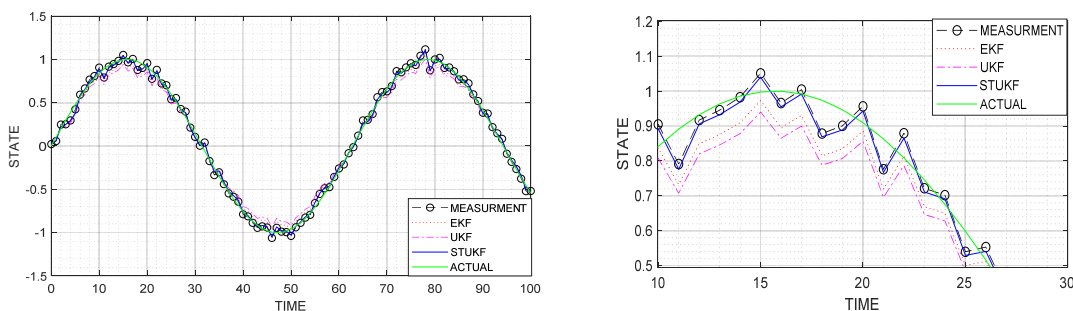 1.5
1
0.5
0
-0.5
-1
-1.5
STATE
0 10 20 30 40 50 60 70 80 90 100
TIME
MEASURMENT
EKF
UKF
STUKF
ACTUAL
1.2
1.1
1
0.9
0.8
0.7
0.6
0.5
STATE
10 15 20 25 30
TIME
MEASURMENT
EKF
UKF
STUKF
ACTUAL